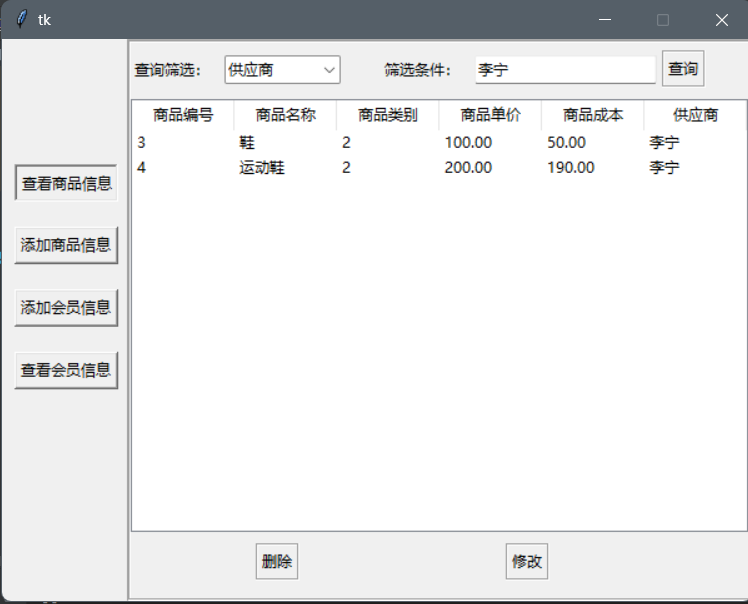 tk
查询筛选： 供应商 筛选条件： 李宁 查询
商品编号 商品名称 商品类别 商品单价 商品成本 供应商
3 鞋 2 100.00 50.00 李宁
4 运动鞋 2 200.00 190.00 李宁
查看商品信息
添加商品信息
添加会员信息
查看会员信息
删除 修改